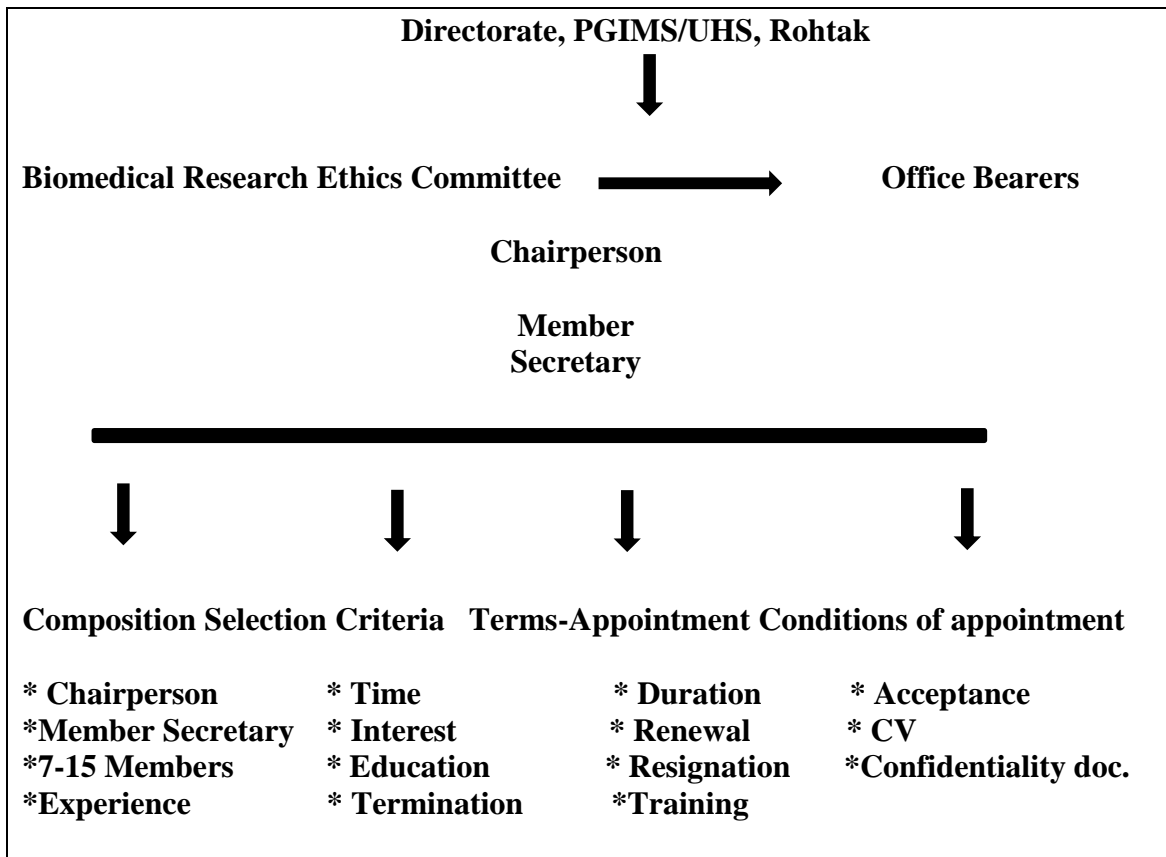 Directorate, PGIMS/UHS, Rohtak
Biomedical Research Ethics Committee Office Bearers
Chairperson
Member
Secretary
Composition Selection Criteria Terms-Appointment Conditions of appointment
* Chairperson * Time * Duration * Acceptance
*Member Secretary * Interest * Renewal * CV
*7-15 Members * Education * Resignation *Confidentiality doc.
*Experience * Termination *Training